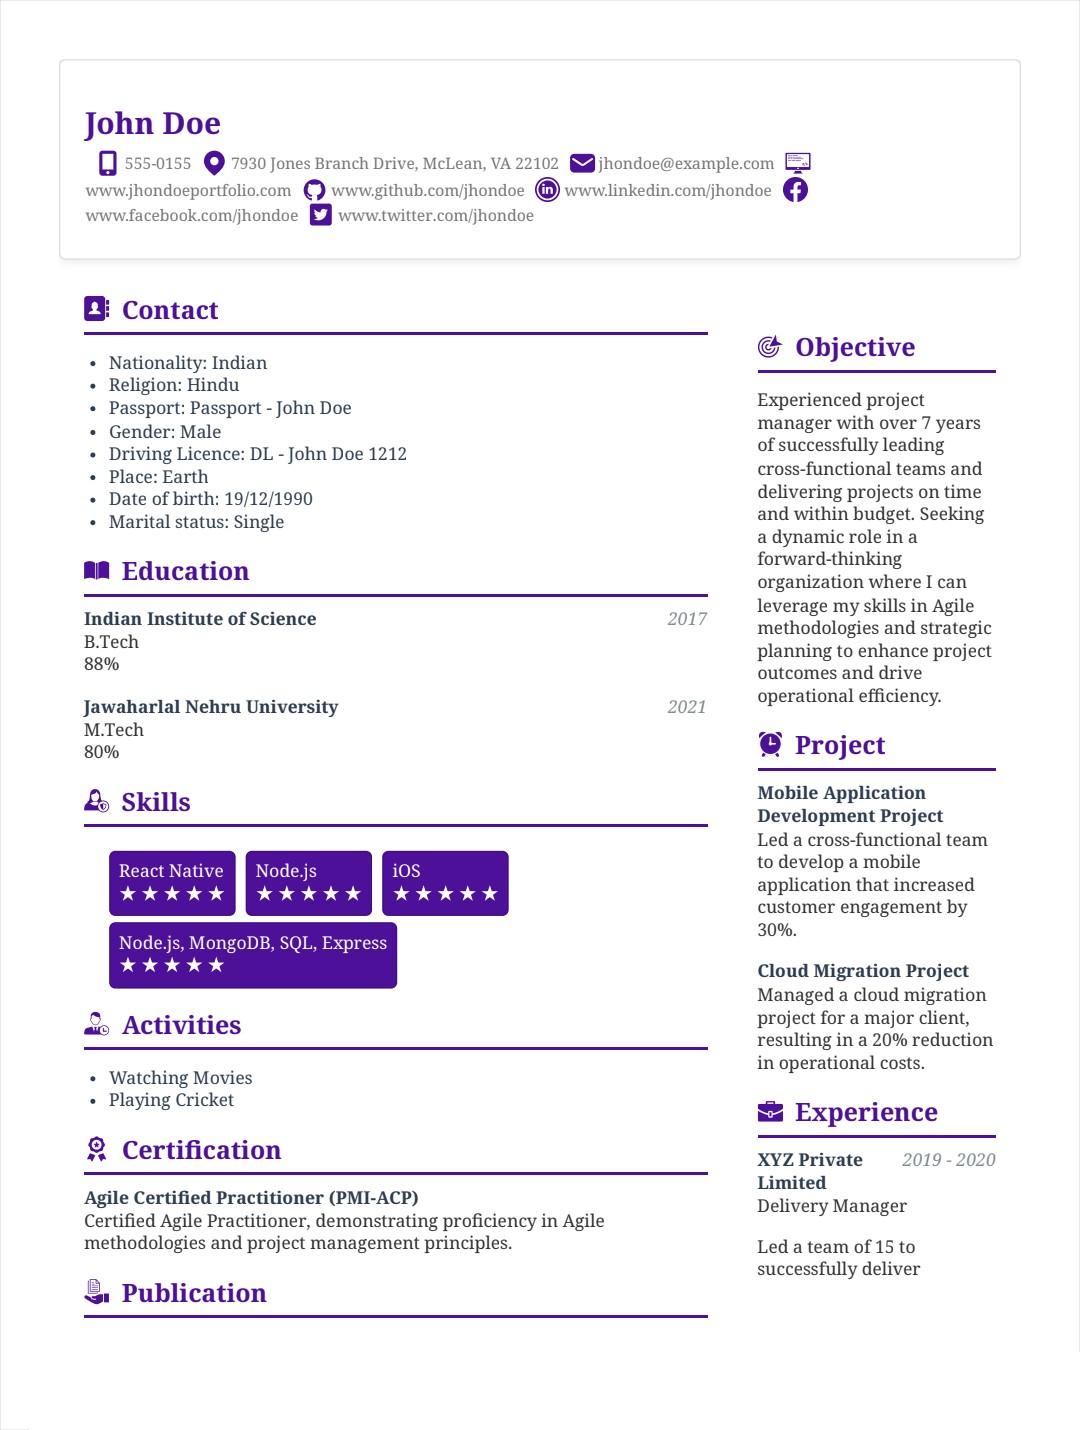 John Doe
555-0155 7930 Jones Branch Drive, McLean, VA 22102 jhondoe@example.com
www.jhondoeportfolio.com www.github.com/jhondoe www.linkedin.com/jhondoe
www.facebook.com/jhondoe www.twitter.com/jhondoe
Contact
• Nationality: Indian
• Religion: Hindu
• Passport: Passport - John Doe
• Gender: Male
• Driving Licence: DL - John Doe 1212
• Place: Earth
• Date of birth: 19/12/1990
• Marital status: Single
Education
Indian Institute of Science 2017
B.Tech
88%
Jawaharlal Nehru University 2021
M.Tech
80%
Skills
React Native Node.js iOS
★★★★★ ★★★★★ ★★★★★
Node.js, MongoDB, SQL, Express
★★★★★
Activities
• Watching Movies
• Playing Cricket
Certification
Agile Certified Practitioner (PMI-ACP)
Certified Agile Practitioner, demonstrating proficiency in Agile
methodologies and project management principles.
Publication
Objective
Experienced project
manager with over 7 years
of successfully leading
cross-functional teams and
delivering projects on time
and within budget. Seeking
a dynamic role in a
forward-thinking
organization where I can
leverage my skills in Agile
methodologies and strategic
planning to enhance project
outcomes and drive
operational efficiency.
Project
Mobile Application
Development Project
Led a cross-functional team
to develop a mobile
application that increased
customer engagement by
30%.
Cloud Migration Project
Managed a cloud migration
project for a major client,
resulting in a 20% reduction
in operational costs.
Experience
XYZ Private 2019 - 2020
Limited
Delivery Manager
Led a team of 15 to
successfully deliver